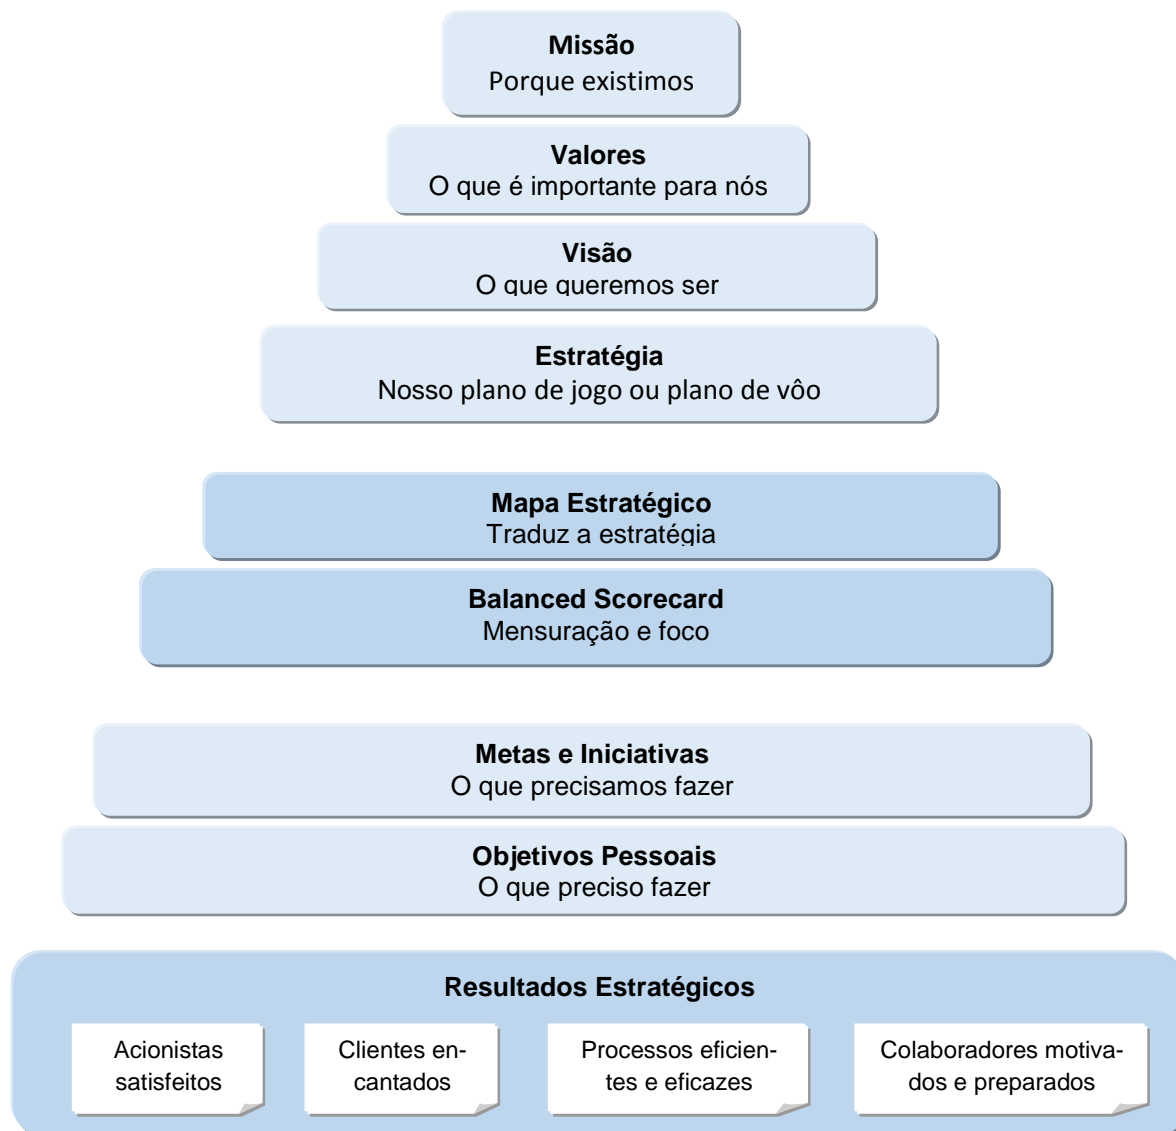 Missão
Porque existimos
Valores
O que é importante para nós
Visão
O que queremos ser
Estratégia
Nosso plano de jogo ou plano de vôo
Mapa Estratégico
Traduz a estratégia
Balanced Scorecard
Mensuração e foco
Metas e Iniciativas
O que precisamos fazer
Objetivos Pessoais
O que preciso fazer
Resultados Estratégicos
Acionistas
satisfeitos
Clientes en-
cantados
Processos eficien-
tes e eficazes
Colaboradores motiva-
dos e preparados